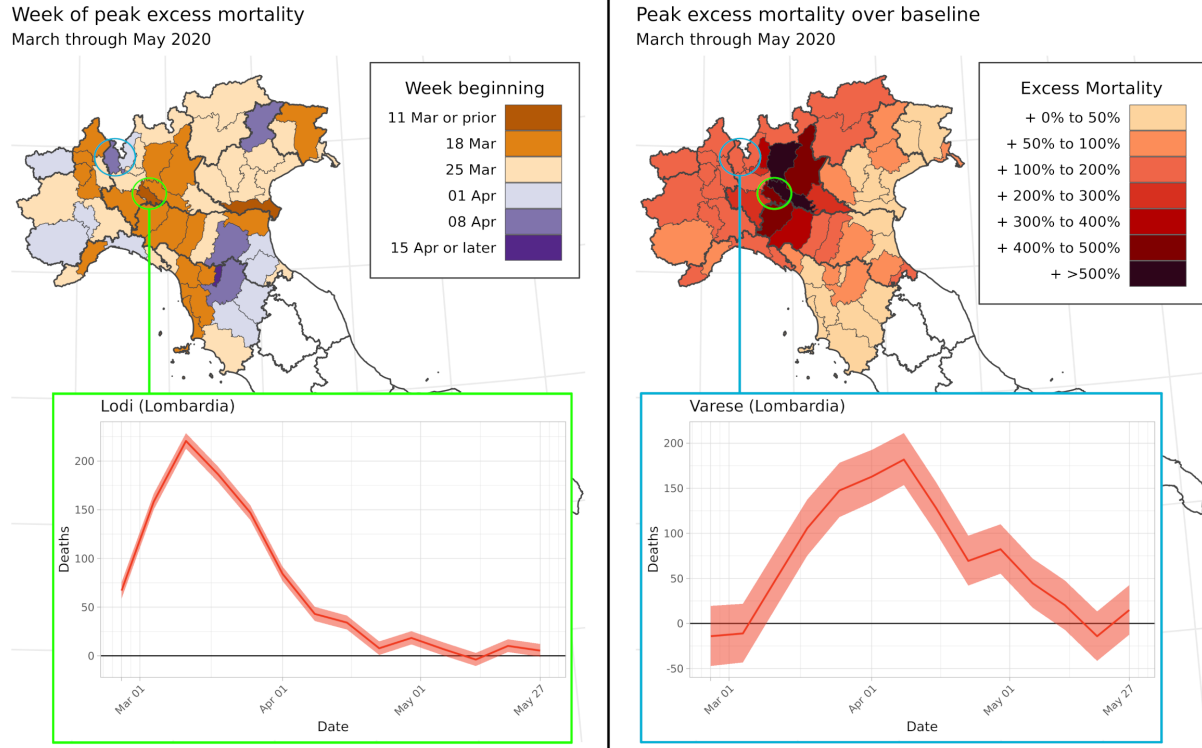 Week of peak excess mortality
March through May 2020
Week beginning
11 Mar or prior
18 Mar
25 Mar
01 Apr
08 Apr
15 Apr or later
Lodi (Lombardia)
Deaths
200
150
100
50
0
Mar 01
Apr 01
May 01
May 27
Date
Peak excess mortality over baseline
March through May 2020
Excess Mortality
+ 0% to 50%
+ 50% to 100%
+ 100% to 200%
+ 200% to 300%
+ 300% to 400%
+ 400% to 500%
+ >500%
Varese (Lombardia)
Deaths
200
150
100
50
0
-50
Mar 01
Apr 01
May 01
May 27
Date